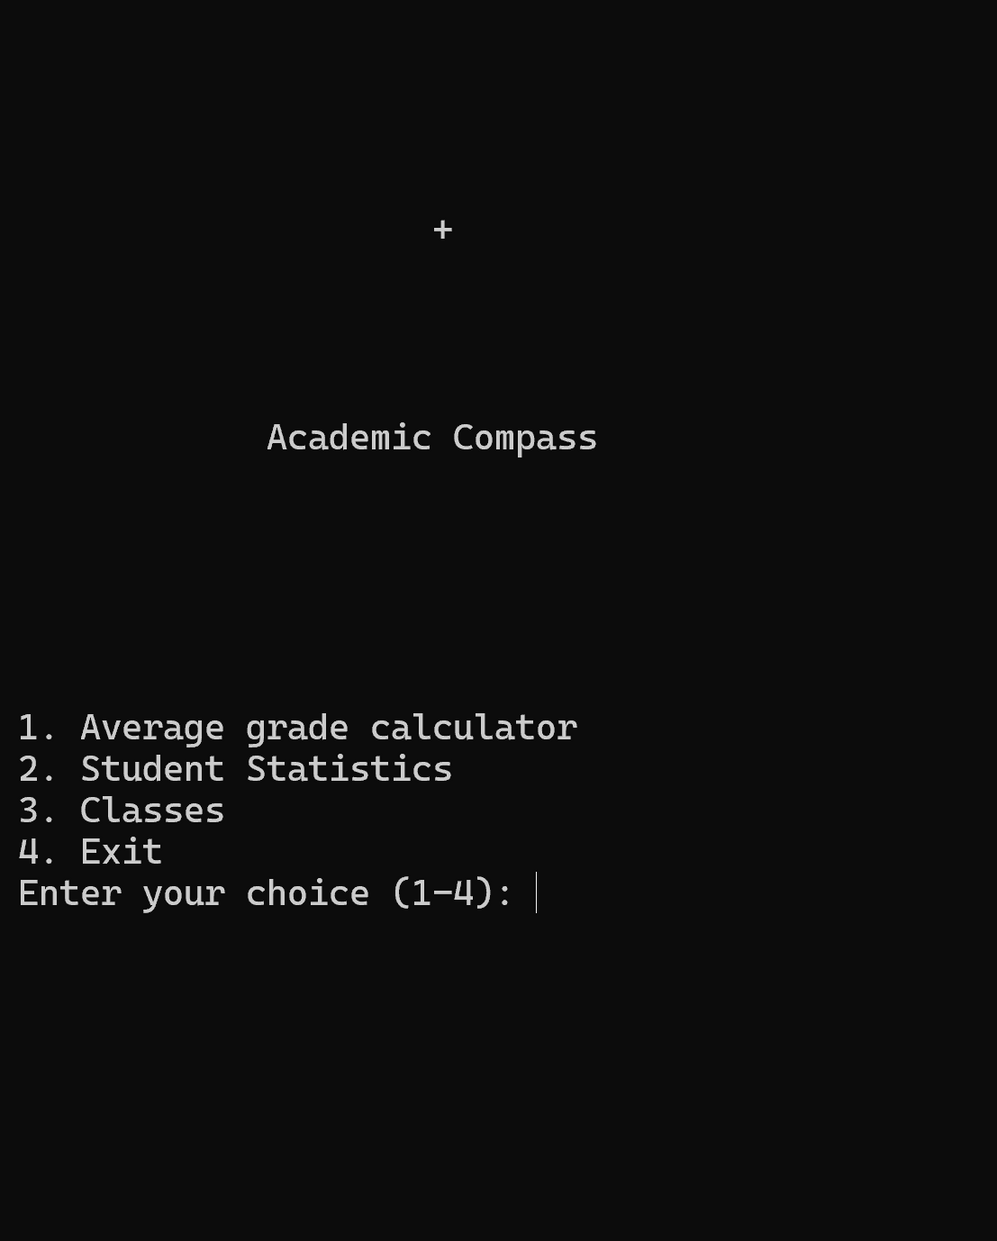 +
Academic Compass
1. Average grade calculator
2. Student Statistics
3. Classes
4. Exit
Enter your choice (1-4):